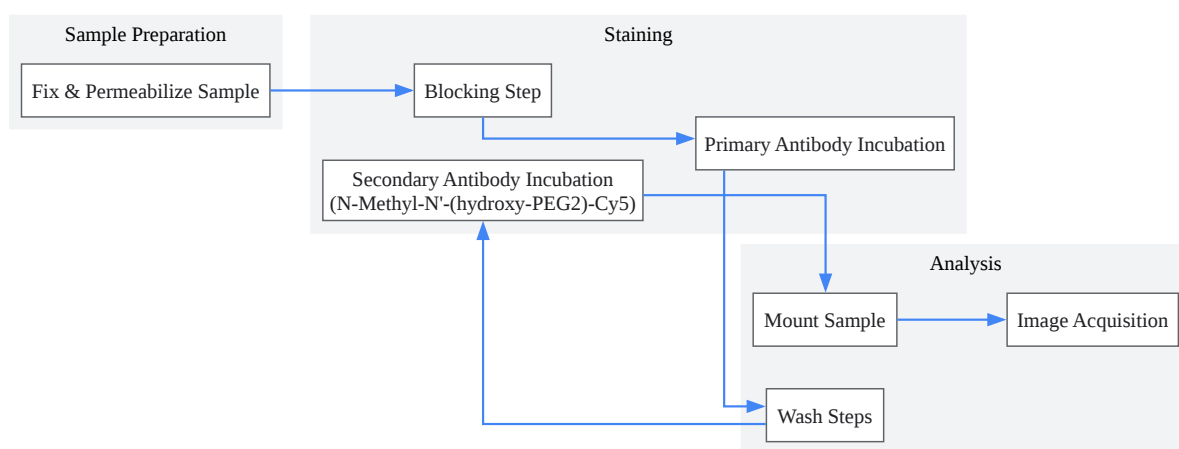 Sample Preparation
Fix & Permeabilize Sample
Staining
Blocking Step
Primary Antibody Incubation
Secondary Antibody Incubation
(N-Methyl-N'-(hydroxy-PEG2)-Cy5)
Analysis
Mount Sample
Image Acquisition
Wash Steps